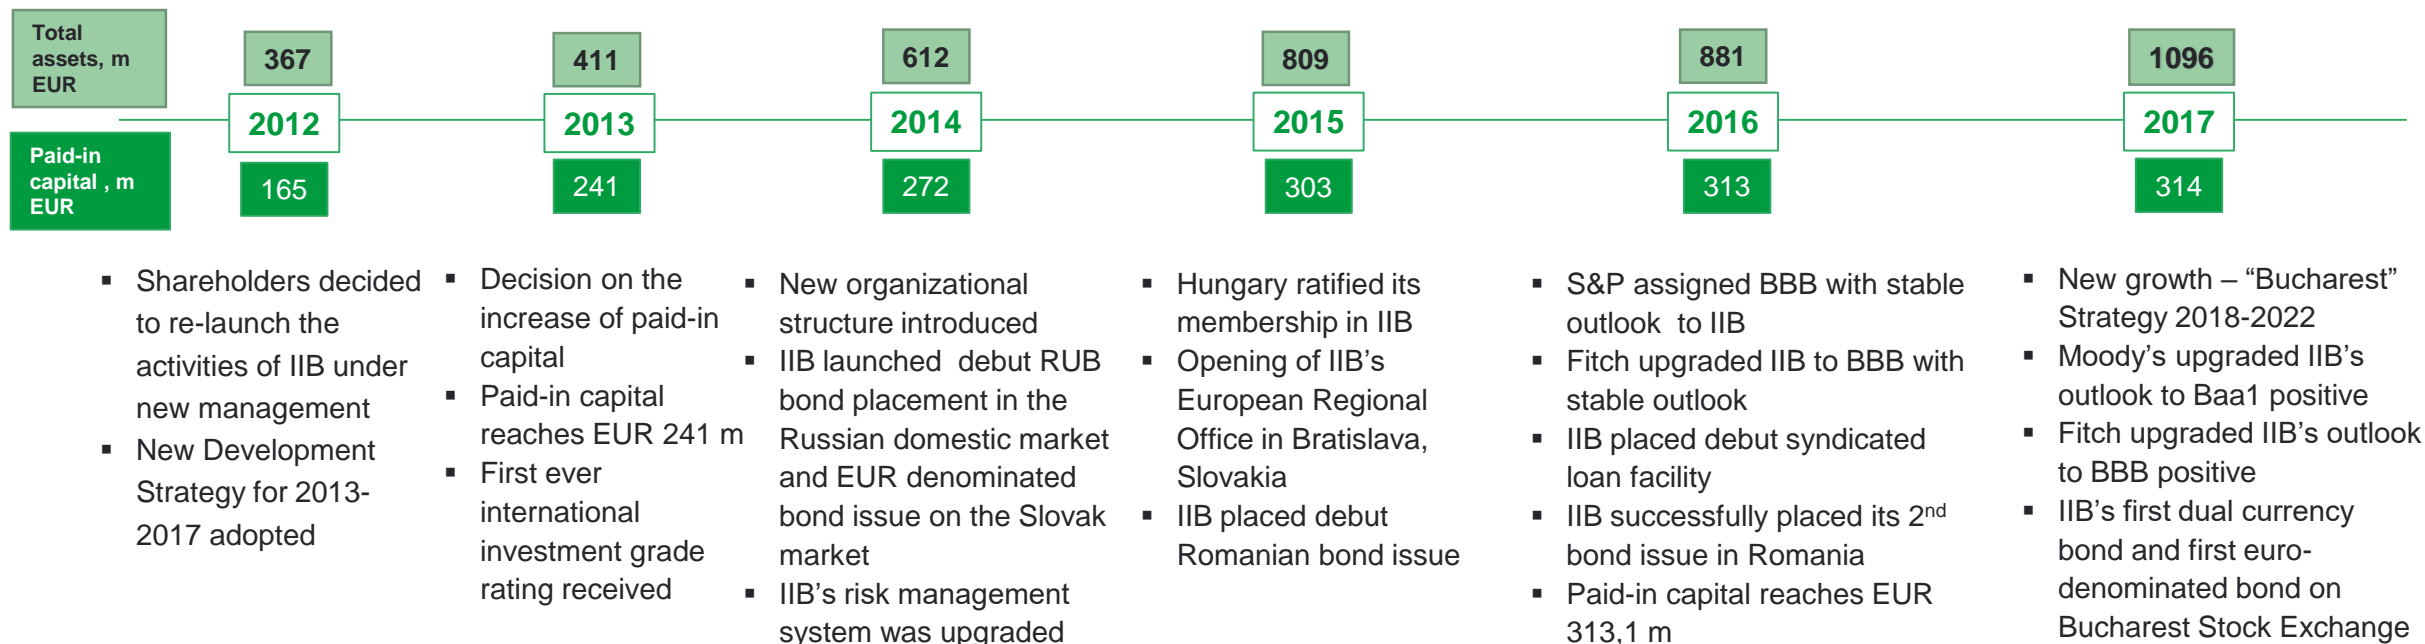 Total
assets, m
EUR
367
411
612
809
881
1096
2012
2013
2014
2015
2016
2017
Paid-in
capital , m
EUR
165
241
272
303
313
314
▪ Shareholders decided
to re-launch the
activities of IIB under
new management
▪ New Development
Strategy for 2013-
2017 adopted
▪ Decision on the
increase of paid-in
capital
▪ Paid-in capital
reaches EUR 241 m
▪ First ever
international
investment grade
rating received
▪ New organizational
structure introduced
▪ IIB launched debut RUB
bond placement in the
Russian domestic market
and EUR denominated
bond issue on the Slovak
market
▪ IIB's risk management
system was upgraded
▪ Hungary ratified its
membership in IIB
▪ Opening of IIB's
European Regional
Office in Bratislava,
Slovakia
▪ IIB placed debut
Romanian bond issue
▪ S&P assigned BBB with stable
outlook to IIB
▪ Fitch upgraded IIB to BBB with
stable outlook
▪ IIB placed debut syndicated
loan facility
▪ IIB successfully placed its 2nd
bond issue in Romania
▪ Paid-in capital reaches EUR
313,1 m
▪ New growth – “Bucharest”
Strategy 2018-2022
▪ Moody’s upgraded IIB’s
outlook to Baa1 positive
▪ Fitch upgraded IIB’s outlook
to BBB positive
▪ IIB’s first dual currency
bond and first euro-
denominated bond on
Bucharest Stock Exchange